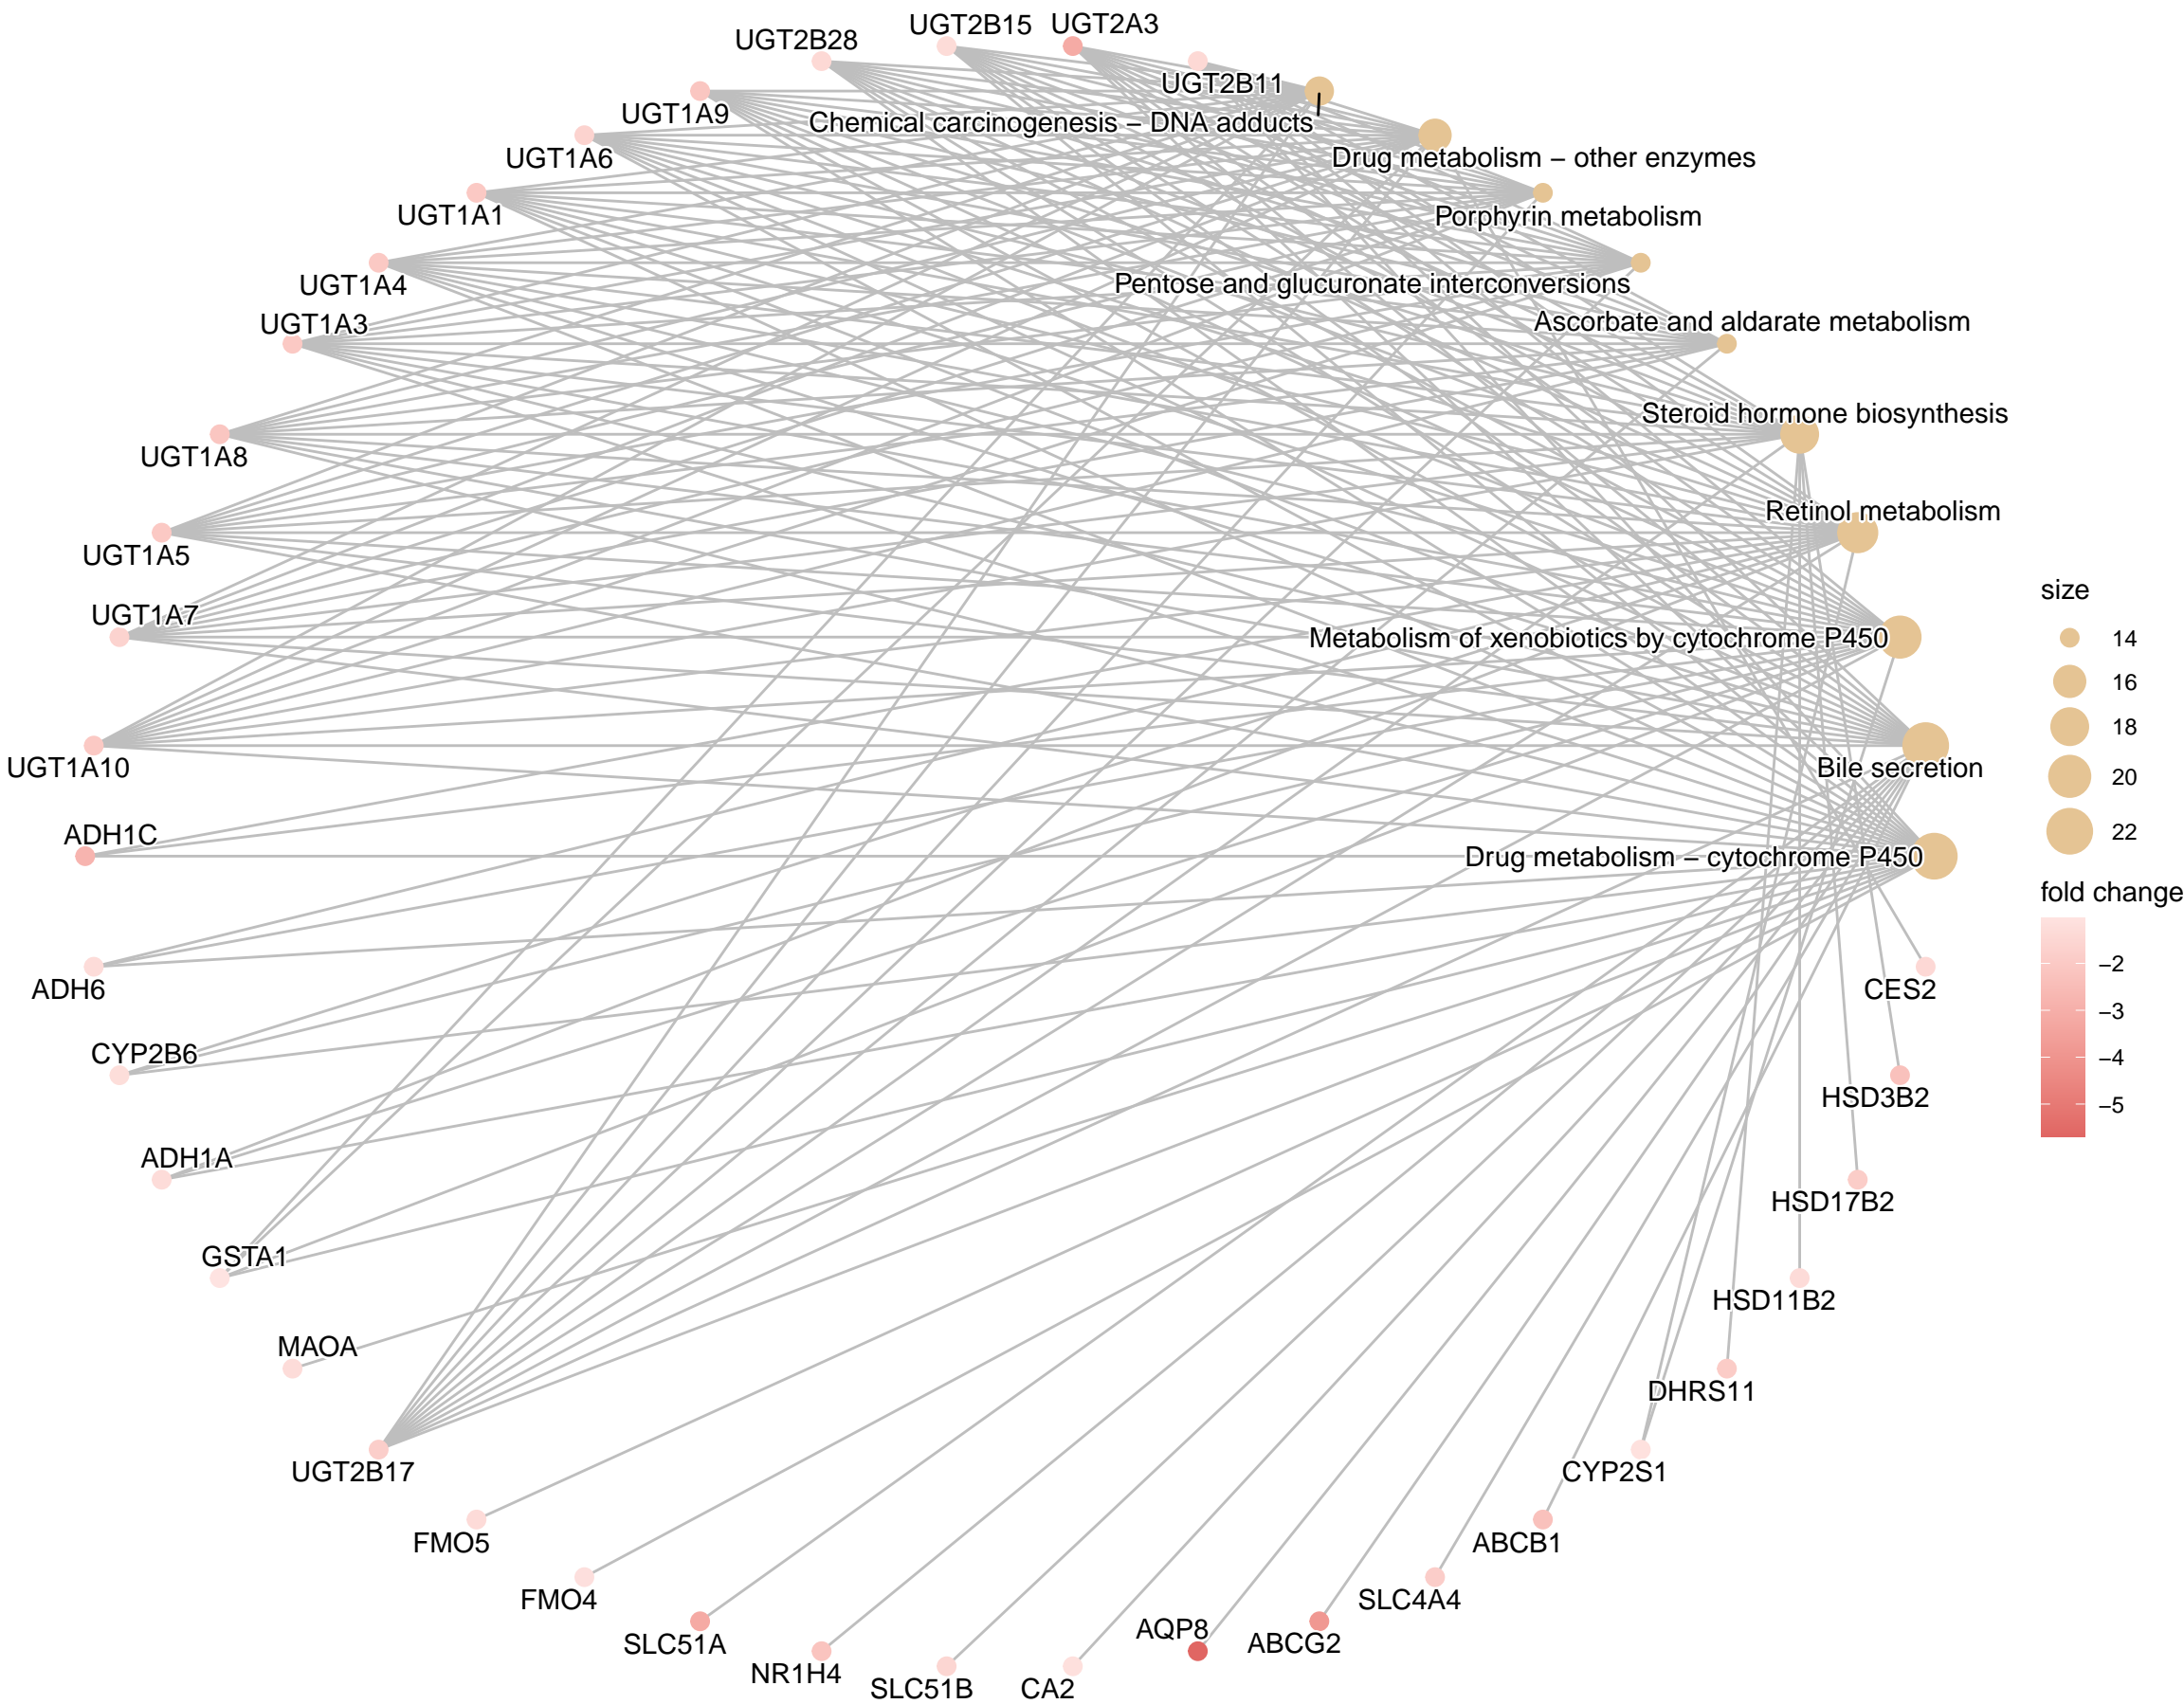 UGT2B15
UGT2A3
UGT2B28
UGT2B11
UGT1A9
Chemical carcinogenesis – DNA adducts
UGT1A6
Drug metabolism – other enzymes
UGT1A1
Porphyrin metabolism
UGT1A4
Pentose and glucuronate interconversions
UGT1A3
Ascorbate and aldarate metabolism
Steroid hormone biosynthesis
UGT1A8
Retinol metabolism
UGT1A5
size
UGT1A7
Metabolism of xenobiotics by cytochrome P450
14
16
18
UGT1A10
Bile secretion
20
22
ADH1C
Drug metabolism – cytochrome P450
fold change
−2
−3
−4
−5
ADH6
CES2
CYP2B6
HSD3B2
ADH1A
HSD17B2
GSTA1
HSD11B2
MAOA
DHRS11
UGT2B17
CYP2S1
FMO5
ABCB1
FMO4
SLC4A4
SLC51A
AQP8
ABCG2
NR1H4
SLC51B
CA2